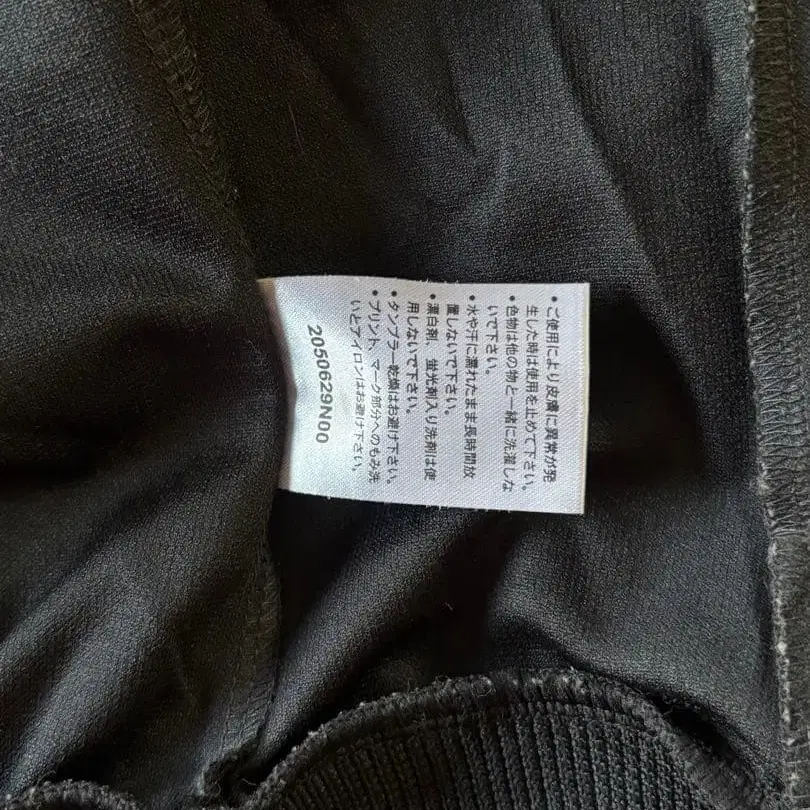 • ご使用により皮膚に異常が発
生した時は使用を止めて下さい。
• 色物は他の物と一緒に洗濯しな
いで下さい。
• 水や汗に濡れたまま長時間放
置しないで下さい。
• 漂白剤、蛍光剤入り洗剤は使
用しないで下さい。
• タンブラー乾燥はお避け下さい。
• プリント、マーク部分へのもみ洗
いとアイロンはお避け下さい。
2050629N00